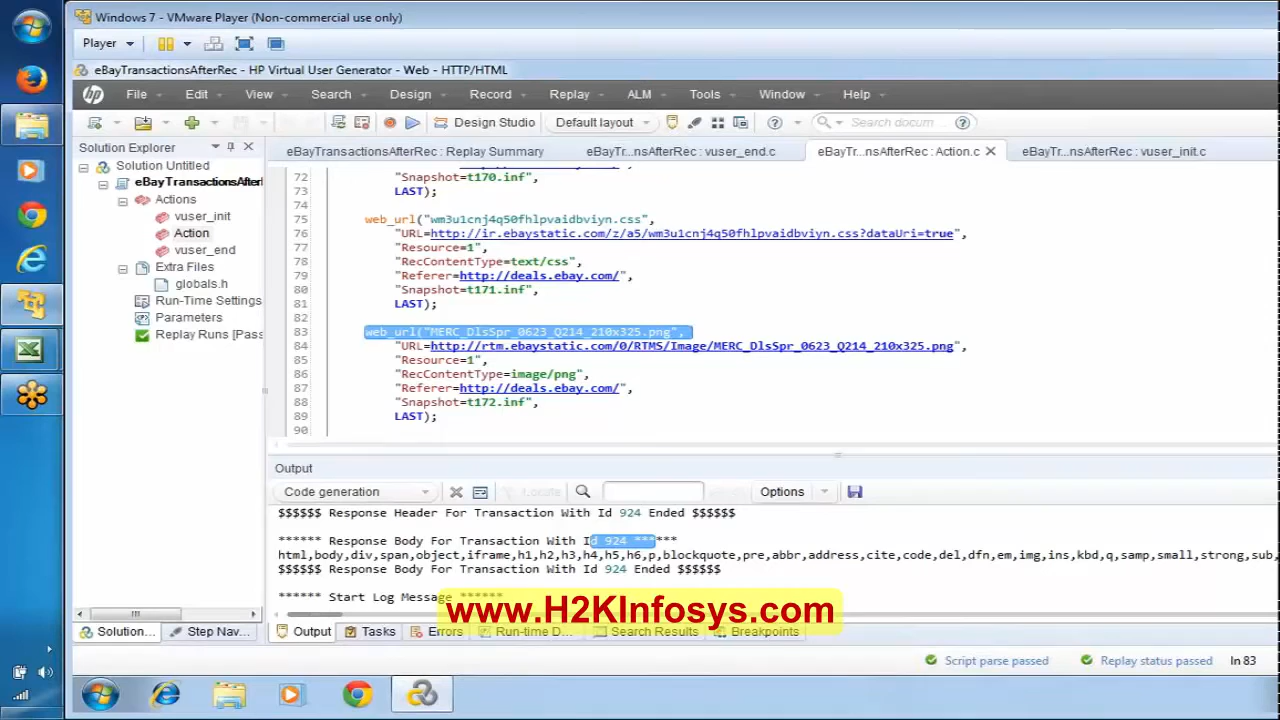 Windows 7 - VMware Player (Non-commercial use only)
Player
eBayTransactionsAfterRec - HP Virtual User Generator - Web - HTTP/HTML
File Edit View Search Design Record Replay ALM Tools Window Help
Design Studio Default layout Search docum
Solution Explorer
eBayTransactionsAfterRec : Replay Summary eBayTr...nsAfterRec : vuser_end.c eBayTr...nsAfterRec : Action.c eBayTr...nsAfterRec : vuser_init.c
Solution Untitled
eBayTransactionsAfterI
Actions
vuser_init
Action
vuser_end
Extra Files
globals.h
Run-Time Settings
Parameters
Replay Runs [Pass
72 "Snapshot=t170.inf",
73 LAST);
74
75 web_url("wm3u1cnj4q50fhlpvaidbviyn.css",
76 "URL=http://ir.ebaystatic.com/z/a5/wm3u1cnj4q50fhlpvaidbviyn.css?dataUri=true",
77 "Resource=1",
78 "RecContentType=text/css",
79 "Referer=http://deals.ebay.com/",
80 "Snapshot=t171.inf",
81 LAST);
82
83 web_url("MERC_DlsSpr_0623_Q214_210x325.png",
84 "URL=http://rtm.ebaystatic.com/0/RTMS/Image/MERC_DlsSpr_0623_Q214_210x325.png",
85 "Resource=1",
86 "RecContentType=image/png",
87 "Referer=http://deals.ebay.com/",
88 "Snapshot=t172.inf",
89 LAST);
90
Output
Code generation Locate Options
$$$$$$ Response Header For Transaction With Id 924 Ended $$$$$$
****** Response Body For Transaction With Id 924 ******
html,body,div,span,object,iframe,h1,h2,h3,h4,h5,h6,p,blockquote,pre,abbr,address,cite,code,del,dfn,em,img,ins,kbd,q,samp,small,strong,sub,
$$$$$$ Response Body For Transaction With Id 924 Ended $$$$$$
****** Start Log Message ******
www.H2KInfosys.com
Solution... Step Nav... Output Tasks Errors Run-time D... Search Results Breakpoints
Script parse passed Replay status passed ln 83